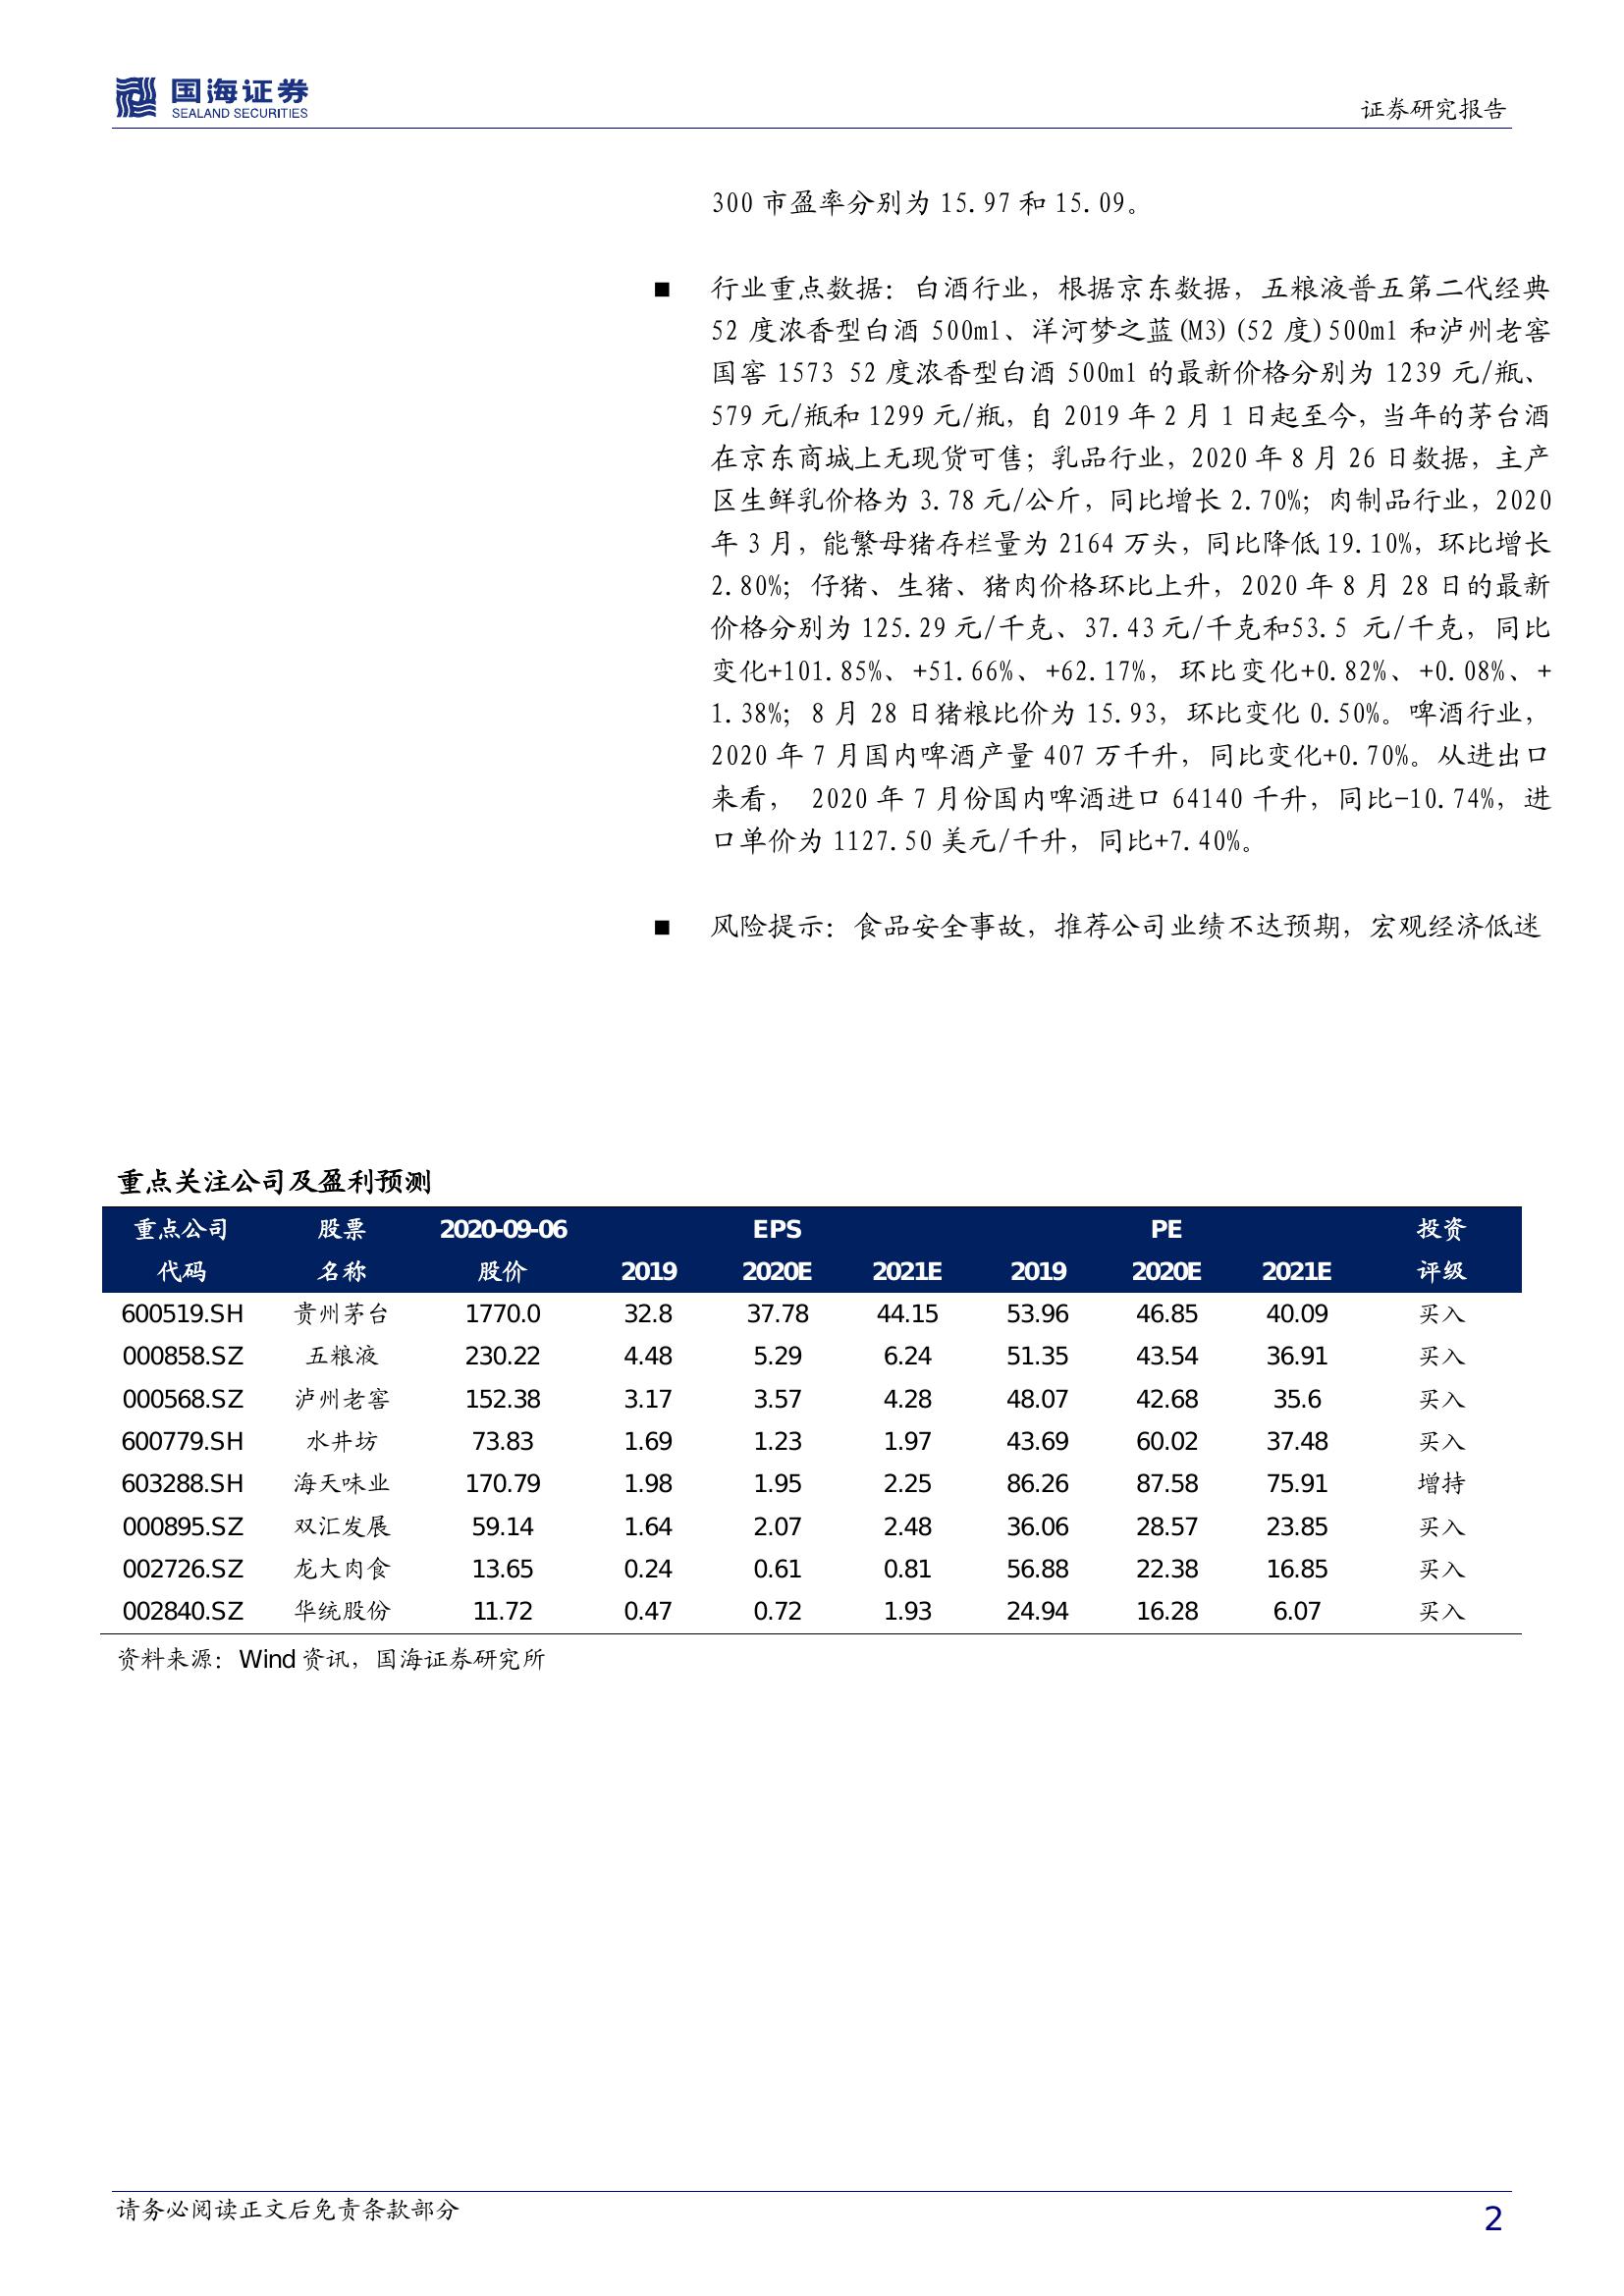 国海证券
SEALAND SECURITIES
证券研究报告
300 市盈率分别为 15.97 和 15.09。
■ 行业重点数据：白酒行业，根据京东数据，五粮液普五第二代经典
52 度浓香型白酒 500ml、洋河梦之蓝(M3)(52 度)500ml 和泸州老窖
国窖 1573 52 度浓香型白酒 500ml 的最新价格分别为 1239 元/瓶、
579 元/瓶和 1299 元/瓶，自 2019 年 2 月 1 日起至今，当年的茅台酒
在京东商城上无现货可售；乳品行业，2020 年 8 月 26 日数据，主产
区生鲜乳价格为 3.78 元/公斤，同比增长 2.70%；肉制品行业，2020
年 3 月，能繁母猪存栏量为 2164 万头，同比降低 19.10%，环比增长
2.80%；仔猪、生猪、猪肉价格环比上升，2020 年 8 月 28 日的最新
价格分别为 125.29 元/千克、37.43 元/千克和53.5 元/千克，同比
变化+101.85%、+51.66%、+62.17%，环比变化+0.82%、+0.08%、+
1.38%；8 月 28 日猪粮比价为 15.93，环比变化 0.50%。啤酒行业，
2020 年 7 月国内啤酒产量 407 万千升，同比变化+0.70%。从进出口
来看， 2020 年 7 月份国内啤酒进口 64140 千升，同比-10.74%，进
口单价为 1127.50 美元/千升，同比+7.40%。
■ 风险提示：食品安全事故，推荐公司业绩不达预期，宏观经济低迷
重点关注公司及盈利预测
重点公司 股票 2020-09-06 EPS PE 投资
代码 名称 股价 2019 2020E 2021E 2019 2020E 2021E 评级
600519.SH 贵州茅台 1770.0 32.8 37.78 44.15 53.96 46.85 40.09 买入
000858.SZ 五粮液 230.22 4.48 5.29 6.24 51.35 43.54 36.91 买入
000568.SZ 泸州老窖 152.38 3.17 3.57 4.28 48.07 42.68 35.6 买入
600779.SH 水井坊 73.83 1.69 1.23 1.97 43.69 60.02 37.48 买入
603288.SH 海天味业 170.79 1.98 1.95 2.25 86.26 87.58 75.91 增持
000895.SZ 双汇发展 59.14 1.64 2.07 2.48 36.06 28.57 23.85 买入
002726.SZ 龙大肉食 13.65 0.24 0.61 0.81 56.88 22.38 16.85 买入
002840.SZ 华统股份 11.72 0.47 0.72 1.93 24.94 16.28 6.07 买入
资料来源：Wind 资讯，国海证券研究所
请务必阅读正文后免责条款部分
2